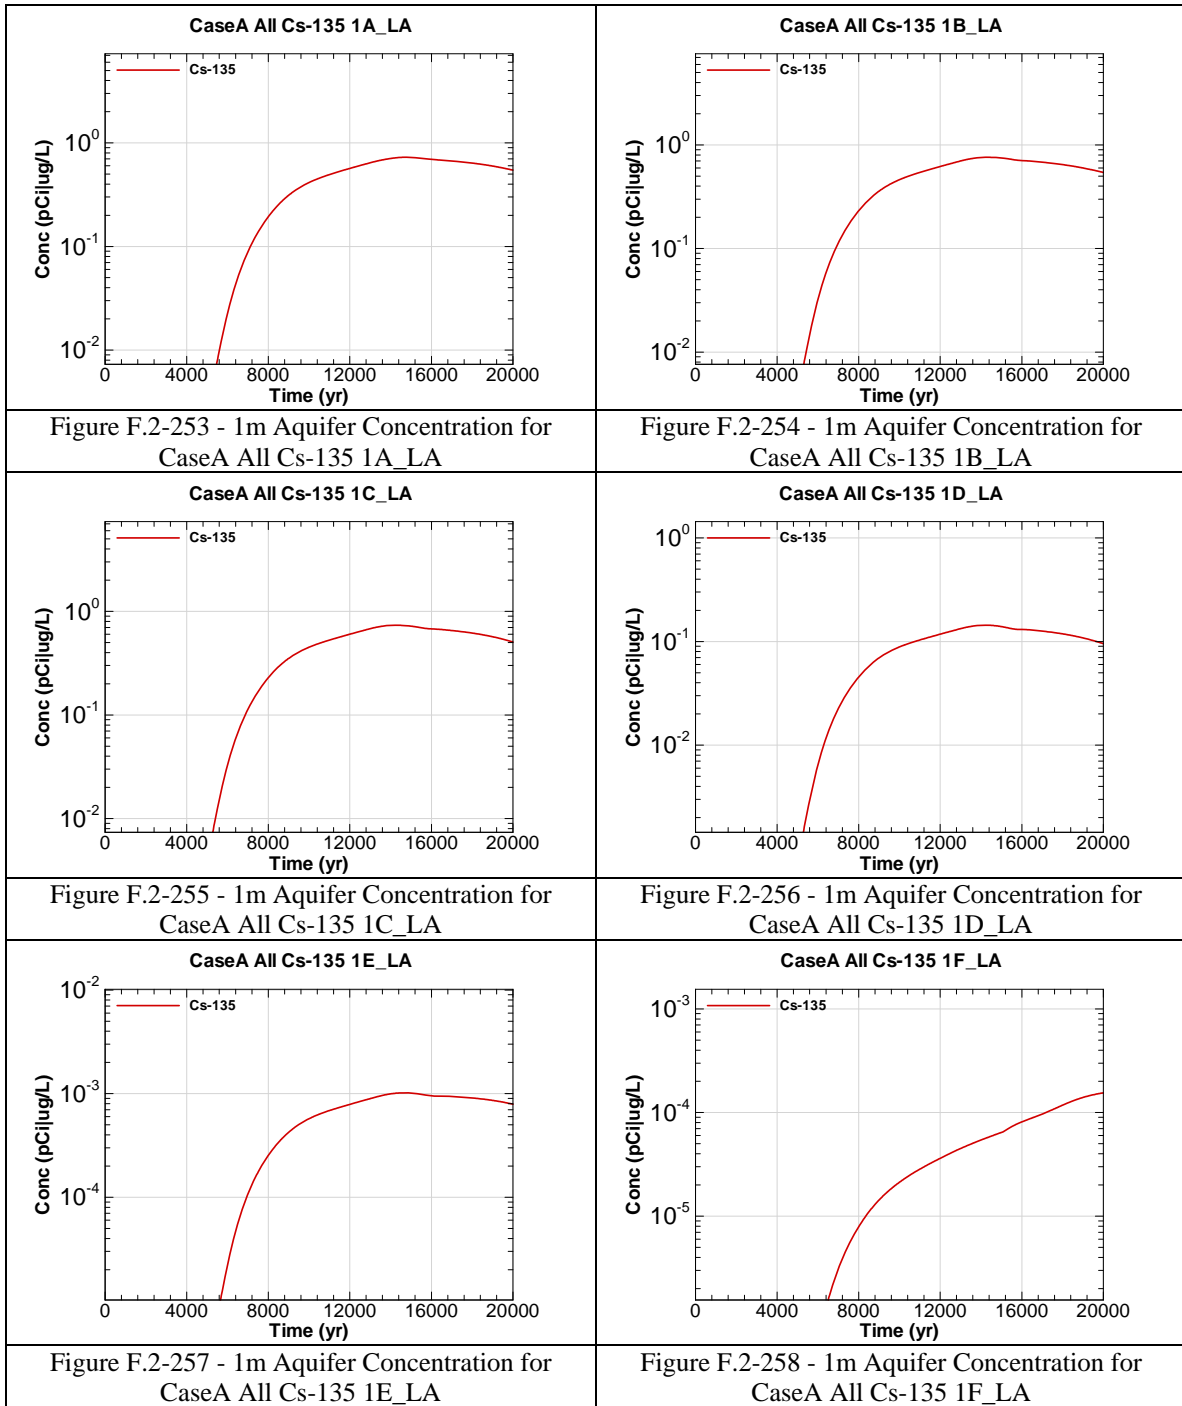 CaseA All Cs-135 1A_LA
Cs-135
10^0
10^-1
10^-2
Conc (pCi|ug/L)
0 4000 8000 12000 16000 20000
Time (yr)
Figure F.2-253 - 1m Aquifer Concentration for
CaseA All Cs-135 1A_LA
CaseA All Cs-135 1B_LA
Cs-135
10^0
10^-1
10^-2
Conc (pCi|ug/L)
0 4000 8000 12000 16000 20000
Time (yr)
Figure F.2-254 - 1m Aquifer Concentration for
CaseA All Cs-135 1B_LA
CaseA All Cs-135 1C_LA
Cs-135
10^0
10^-1
10^-2
Conc (pCi|ug/L)
0 4000 8000 12000 16000 20000
Time (yr)
Figure F.2-255 - 1m Aquifer Concentration for
CaseA All Cs-135 1C_LA
CaseA All Cs-135 1D_LA
10^0
Cs-135
10^-1
10^-2
Conc (pCi|ug/L)
0 4000 8000 12000 16000 20000
Time (yr)
Figure F.2-256 - 1m Aquifer Concentration for
CaseA All Cs-135 1D_LA
CaseA All Cs-135 1E_LA
10^-2
Cs-135
10^-3
10^-4
Conc (pCi|ug/L)
0 4000 8000 12000 16000 20000
Time (yr)
Figure F.2-257 - 1m Aquifer Concentration for
CaseA All Cs-135 1E_LA
CaseA All Cs-135 1F_LA
10^-3
Cs-135
10^-4
10^-5
Conc (pCi|ug/L)
0 4000 8000 12000 16000 20000
Time (yr)
Figure F.2-258 - 1m Aquifer Concentration for
CaseA All Cs-135 1F_LA